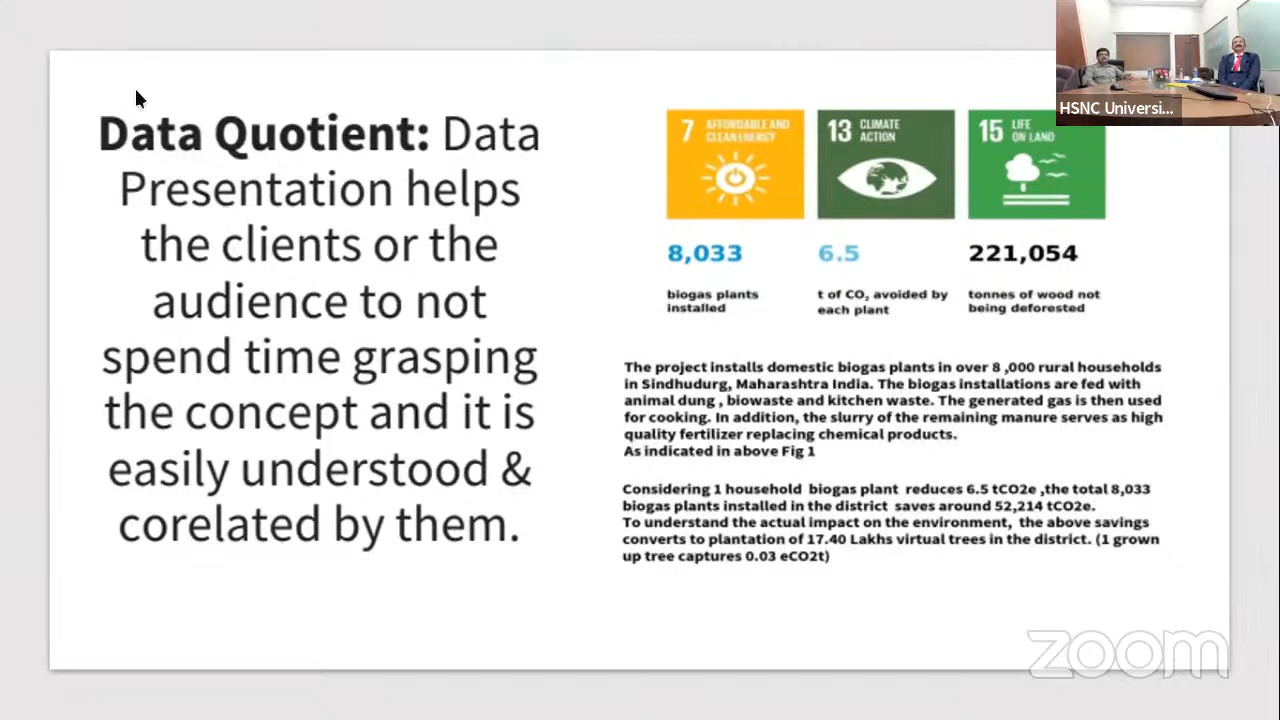 Data Quotient: Data
Presentation helps
the clients or the
audience to not
spend time grasping
the concept and it is
easily understood &
corelated by them.
7 AFFORDABLE AND
CLEAN ENERGY
13 CLIMATE
ACTION
15 LIFE
ON LAND
8,033
biogas plants
installed
6.5
t of CO₂ avoided by
each plant
221,054
tonnes of wood not
being deforested
The project installs domestic biogas plants in over 8 ,000 rural households
in Sindhudurg, Maharashtra India. The biogas installations are fed with
animal dung , biowaste and kitchen waste. The generated gas is then used
for cooking. In addition, the slurry of the remaining manure serves as high
quality fertilizer replacing chemical products.
As indicated in above Fig 1
Considering 1 household biogas plant reduces 6.5 tCO2e ,the total 8,033
biogas plants installed in the district saves around 52,214 tCO2e.
To understand the actual impact on the environment, the above savings
converts to plantation of 17.40 Lakhs virtual trees in the district. (1 grown
up tree captures 0.03 eCO2t)
HSNC Universi...
zoom